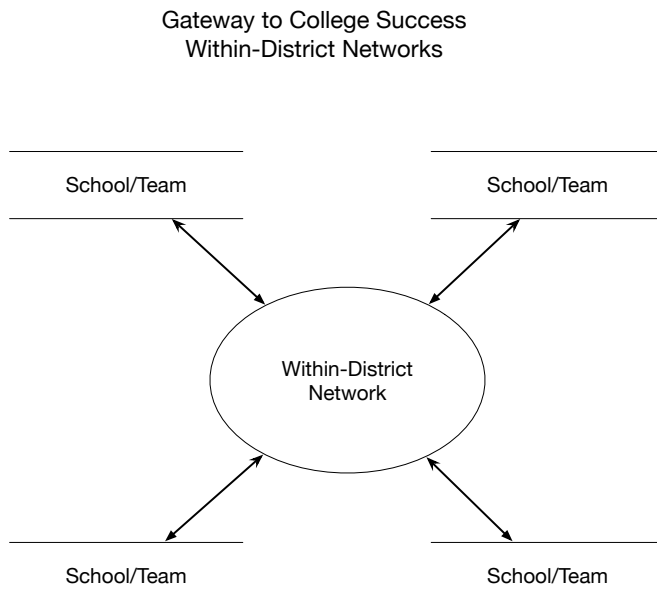 Gateway to College Success
Within-District Networks
School/Team
School/Team
Within-District
Network
School/Team
School/Team